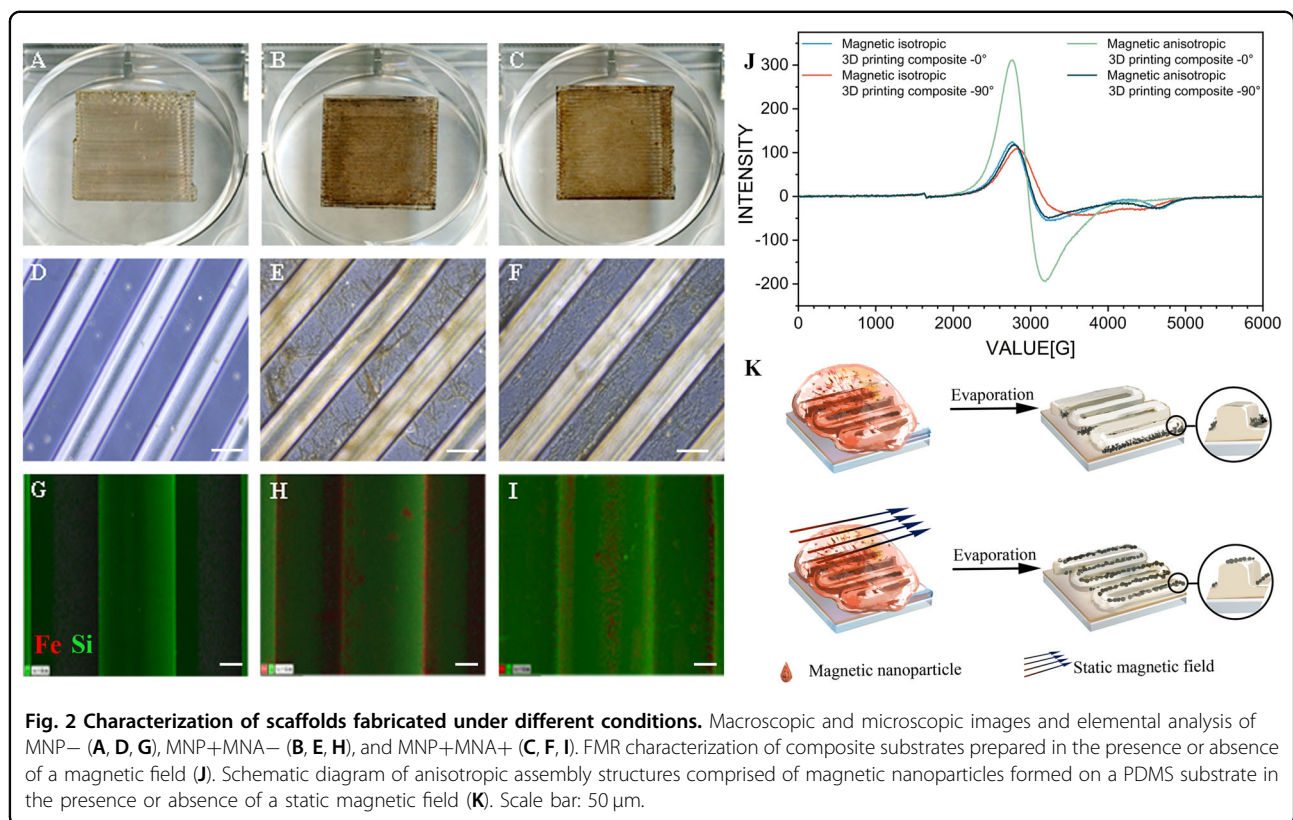 A
B
C
D
E
F
G
Fe Si
H
I
J
Magnetic isotropic
3D printing composite -0°
Magnetic isotropic
3D printing composite -90°
Magnetic anisotropic
3D printing composite -0°
Magnetic anisotropic
3D printing composite -90°
INTENSITY
300
200
100
0
-100
-200
0 1000 2000 3000 4000 5000 6000
VALUE[G]
K
Evaporation
Evaporation
Magnetic nanoparticle
Static magnetic field
Fig. 2 Characterization of scaffolds fabricated under different conditions. Macroscopic and microscopic images and elemental analysis of
MNP− (A, D, G), MNP+MNA− (B, E, H), and MNP+MNA+ (C, F, I). FMR characterization of composite substrates prepared in the presence or absence
of a magnetic field (J). Schematic diagram of anisotropic assembly structures comprised of magnetic nanoparticles formed on a PDMS substrate in
the presence or absence of a static magnetic field (K). Scale bar: 50 μm.